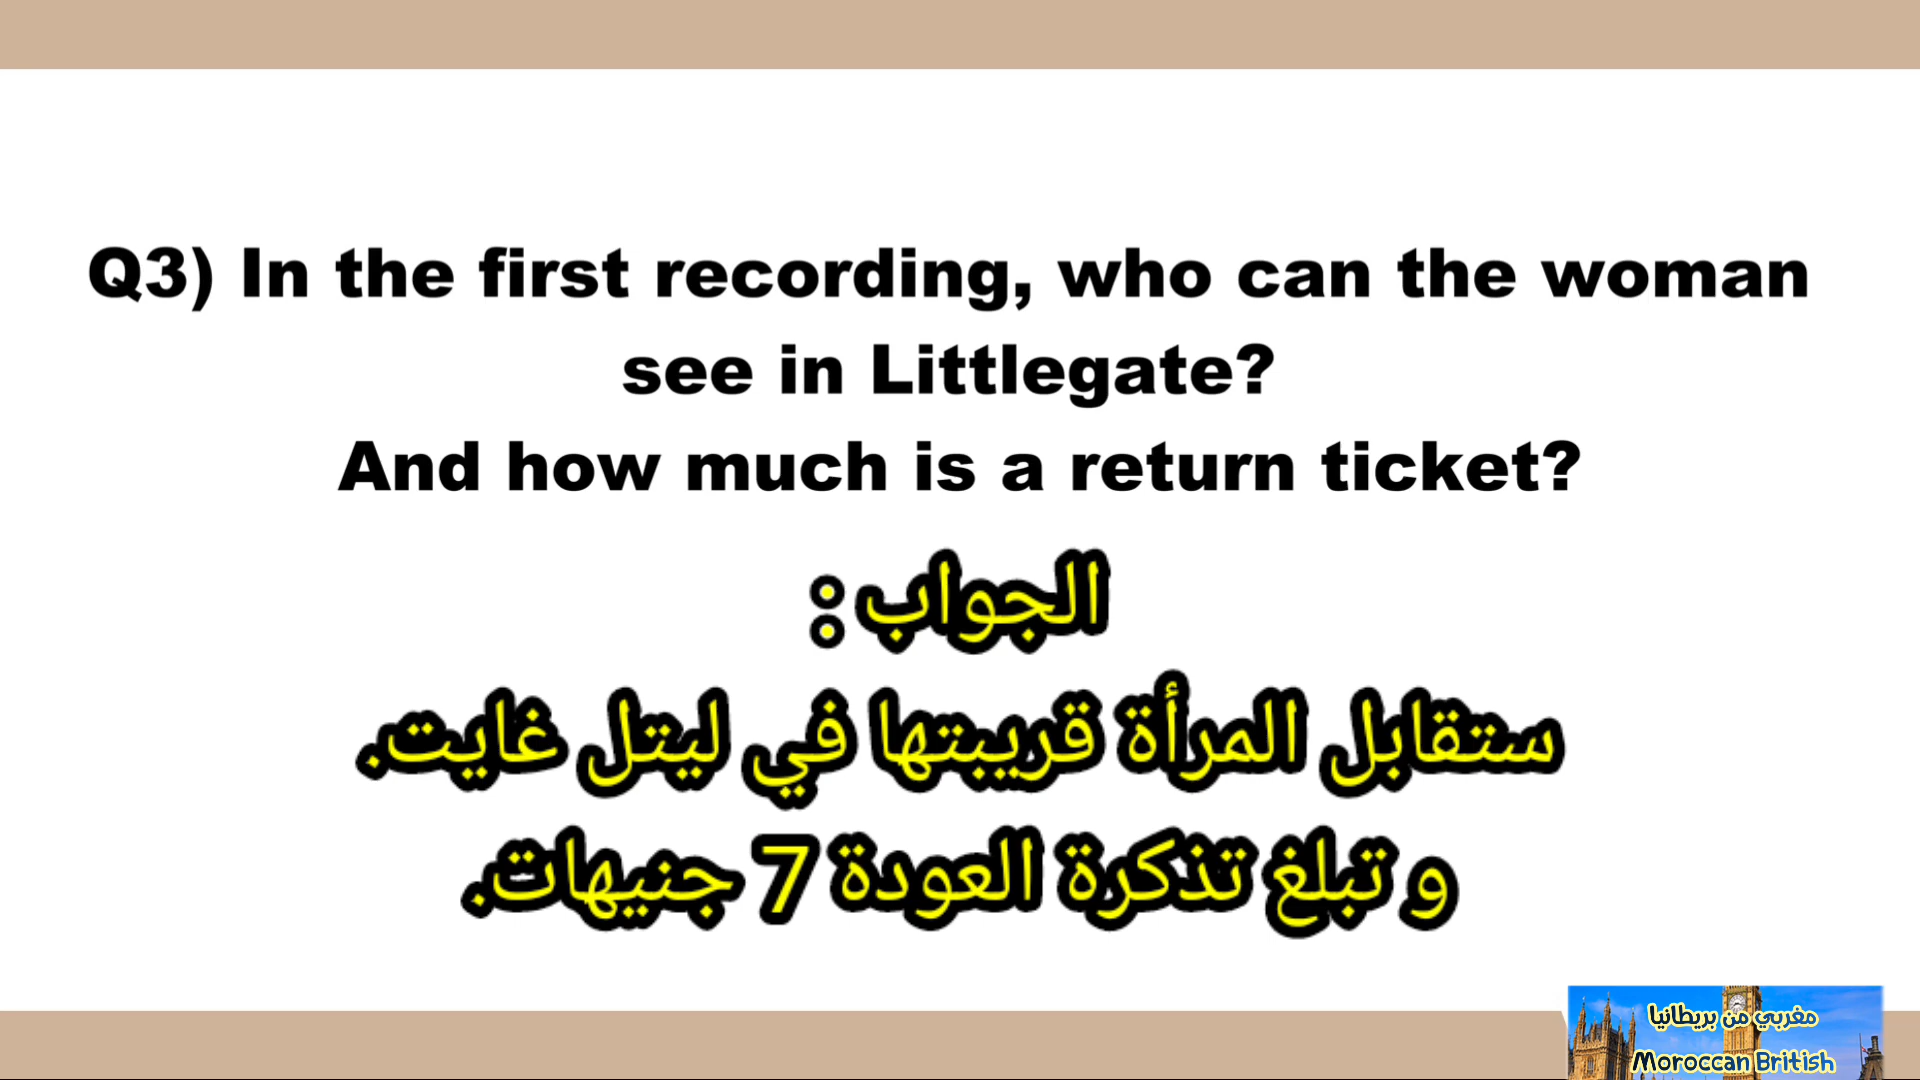 Q3) In the first recording, who can the woman
see in Littlegate?
And how much is a return ticket?
الجواب :
ستقابل المرأة قريبتها في ليتل غايت.
و تبلغ تذكرة العودة 7 جنيهات.
مغربي من بريطانيا
Moroccan British